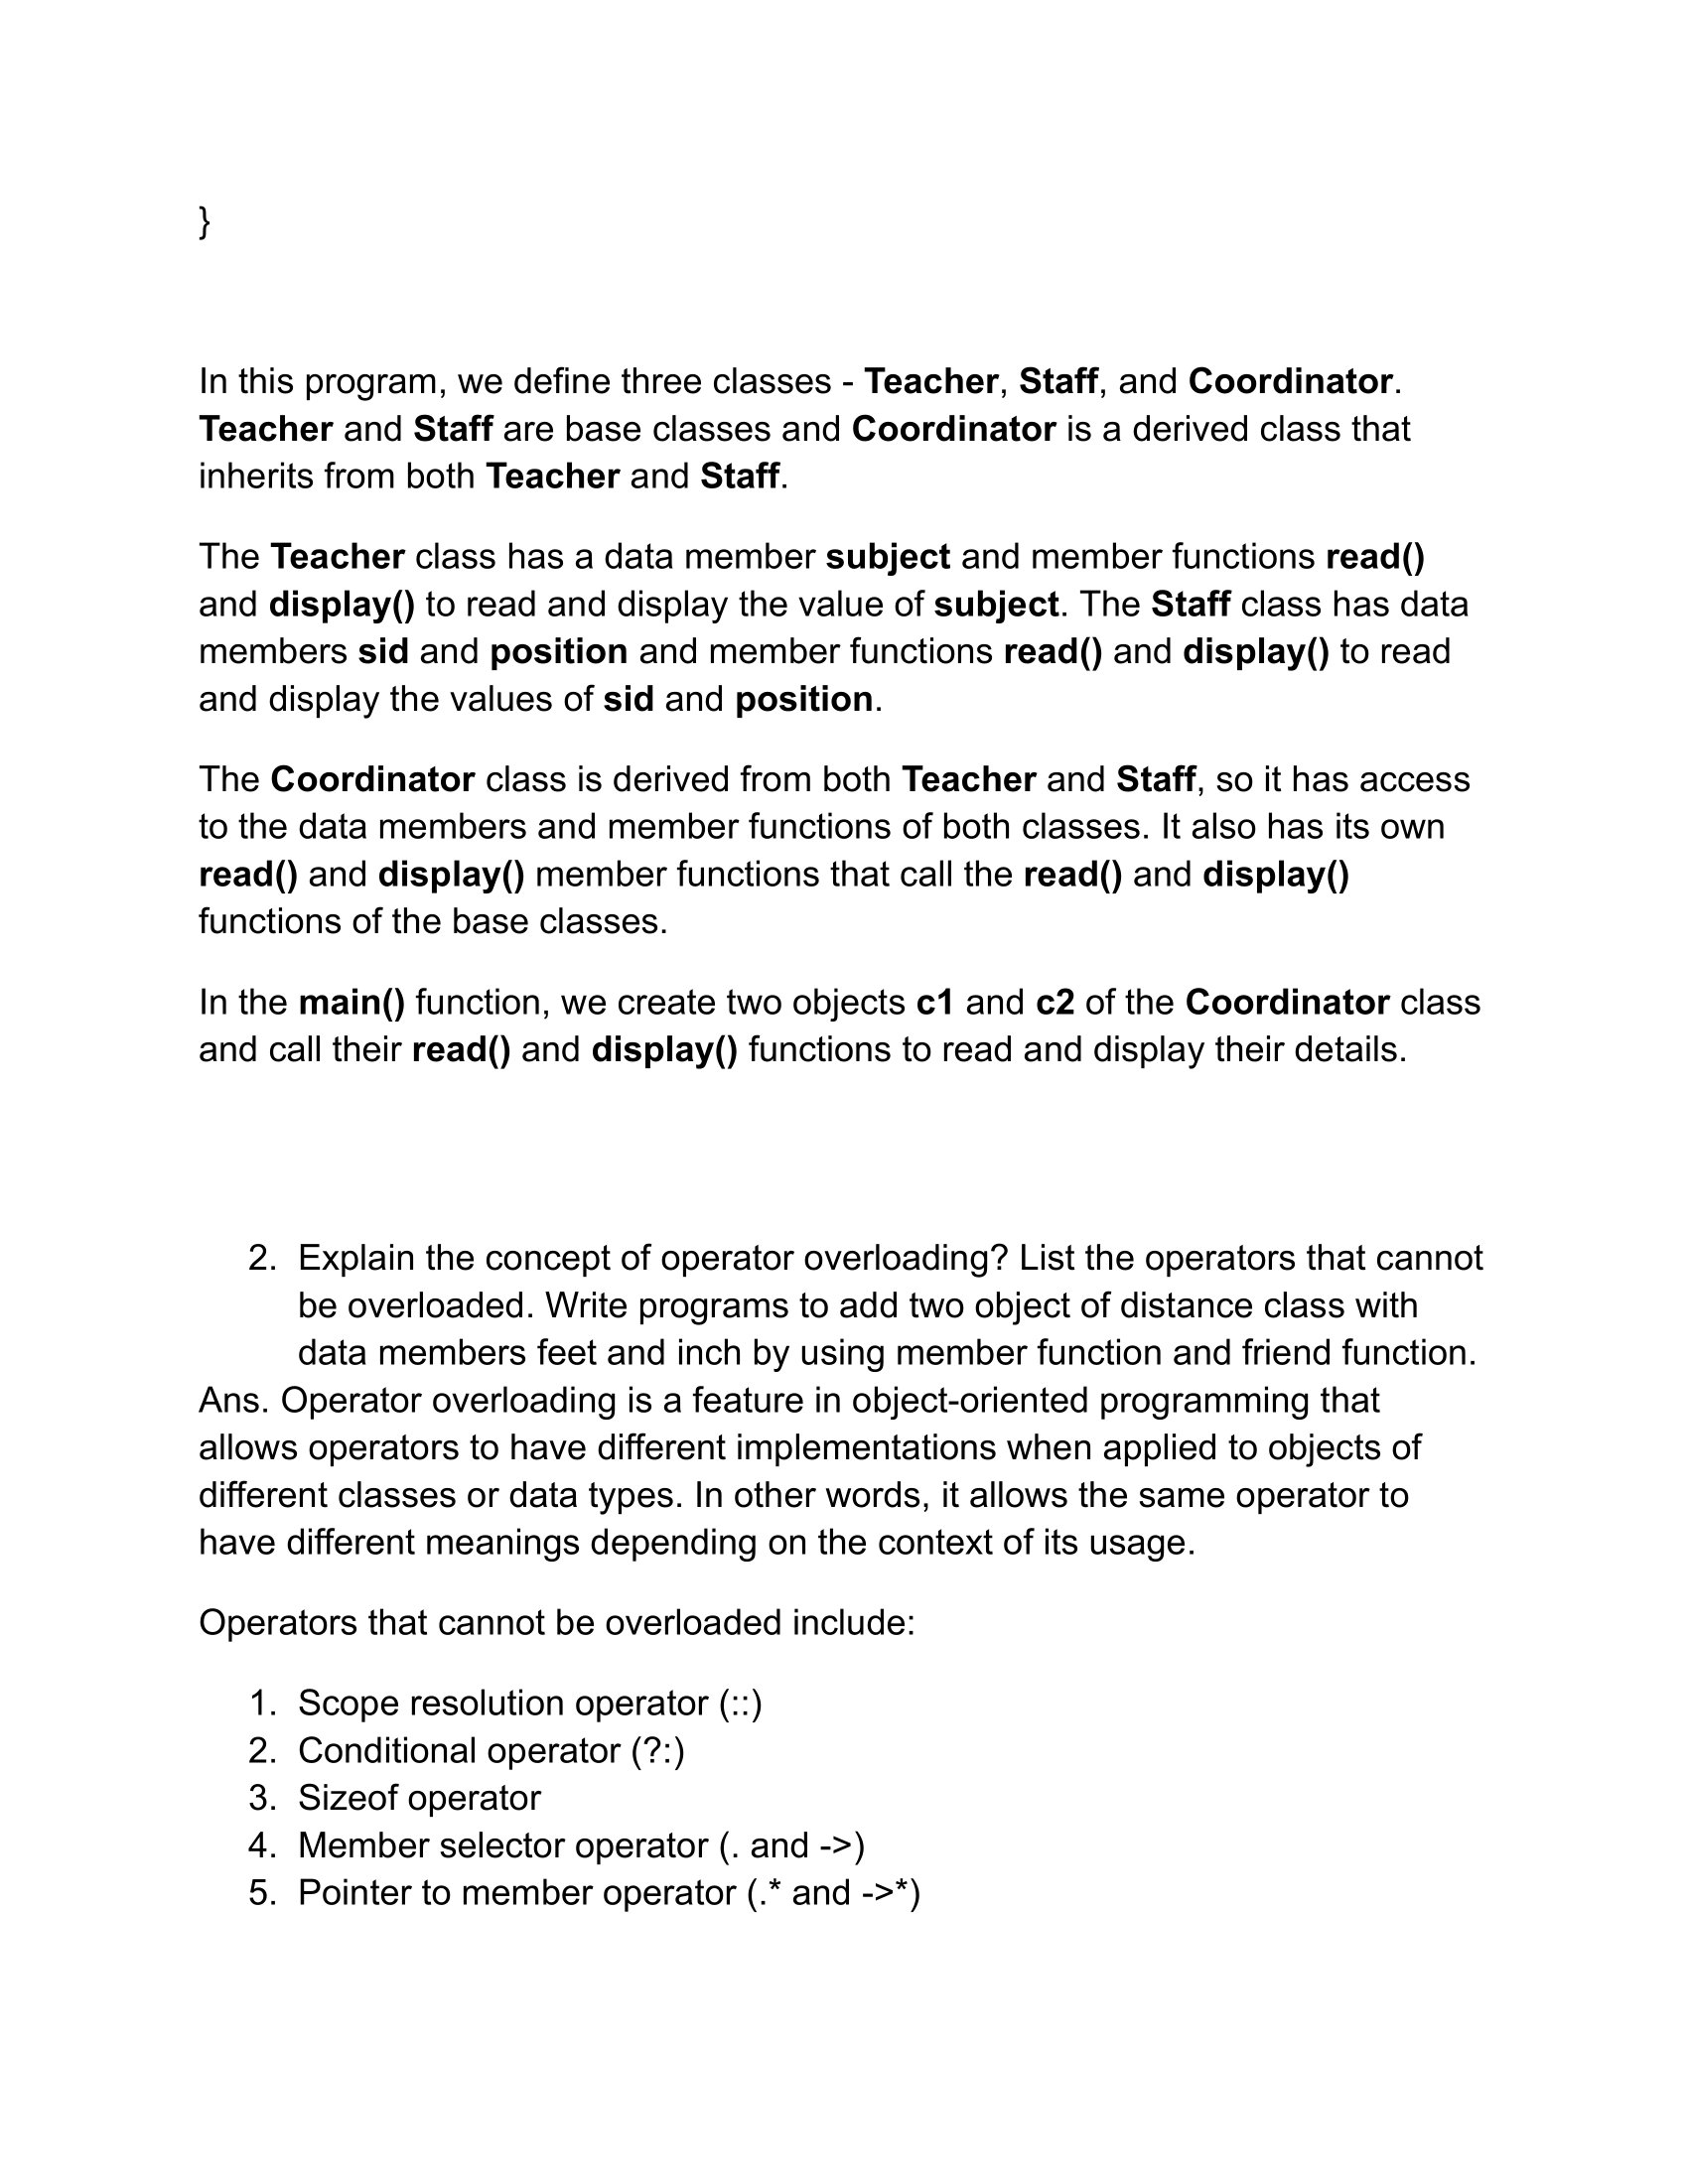 }
In this program, we define three classes - Teacher, Staff, and Coordinator.
Teacher and Staff are base classes and Coordinator is a derived class that
inherits from both Teacher and Staff.
The Teacher class has a data member subject and member functions read()
and display() to read and display the value of subject. The Staff class has data
members sid and position and member functions read() and display() to read
and display the values of sid and position.
The Coordinator class is derived from both Teacher and Staff, so it has access
to the data members and member functions of both classes. It also has its own
read() and display() member functions that call the read() and display()
functions of the base classes.
In the main() function, we create two objects c1 and c2 of the Coordinator class
and call their read() and display() functions to read and display their details.
2. Explain the concept of operator overloading? List the operators that cannot
be overloaded. Write programs to add two object of distance class with
data members feet and inch by using member function and friend function.
Ans. Operator overloading is a feature in object-oriented programming that
allows operators to have different implementations when applied to objects of
different classes or data types. In other words, it allows the same operator to
have different meanings depending on the context of its usage.
Operators that cannot be overloaded include:
1. Scope resolution operator (::)
2. Conditional operator (?:)
3. Sizeof operator
4. Member selector operator (. and ->)
5. Pointer to member operator (.* and ->*)